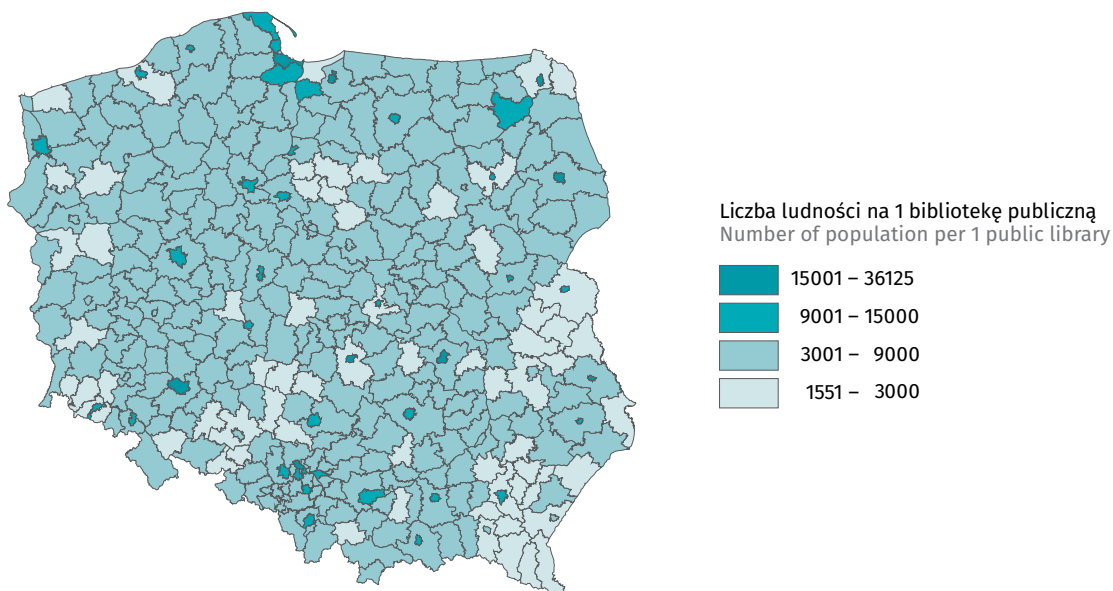 Liczba ludności na 1 bibliotekę publiczną
Number of population per 1 public library
15001 – 36125
9001 – 15000
3001 – 9000
1551 – 3000